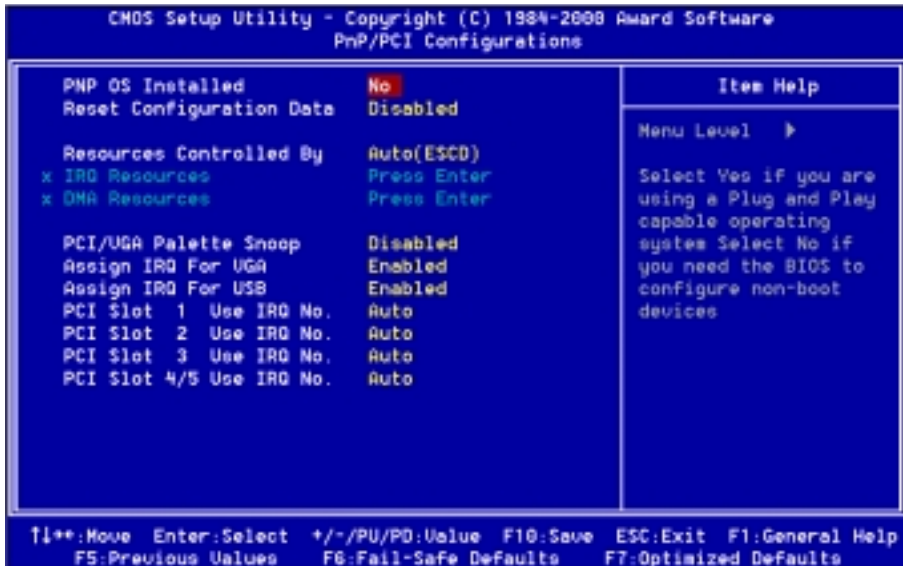 CMOS Setup Utility - Copyright (C) 1984-2000 Award Software
PnP/PCI Configurations
PNP OS Installed No
Reset Configuration Data Disabled
Resources Controlled By Auto(ESCD)
x IRQ Resources Press Enter
x DMA Resources Press Enter
PCI/VGA Palette Snoop Disabled
Assign IRQ For VGA Enabled
Assign IRQ For USB Enabled
PCI Slot 1 Use IRQ No. Auto
PCI Slot 2 Use IRQ No. Auto
PCI Slot 3 Use IRQ No. Auto
PCI Slot 4/5 Use IRQ No. Auto
Item Help
Menu Level ▶
Select Yes if you are
using a Plug and Play
capable operating
system Select No if
you need the BIOS to
configure non-boot
devices
↑↓→←:Move Enter:Select +/-/PU/PD:Value F10:Save ESC:Exit F1:General Help
F5:Previous Values F6:Fail-Safe Defaults F7:Optimized Defaults